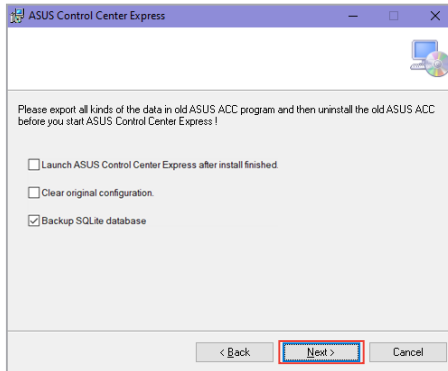 ASUS Control Center Express
Please export all kinds of the data in old ASUS ACC program and then uninstall the old ASUS ACC
before you start ASUS Control Center Express !
Launch ASUS Control Center Express after install finished.
Clear original configuration.
Backup SQLite database
< Back
Next >
Cancel